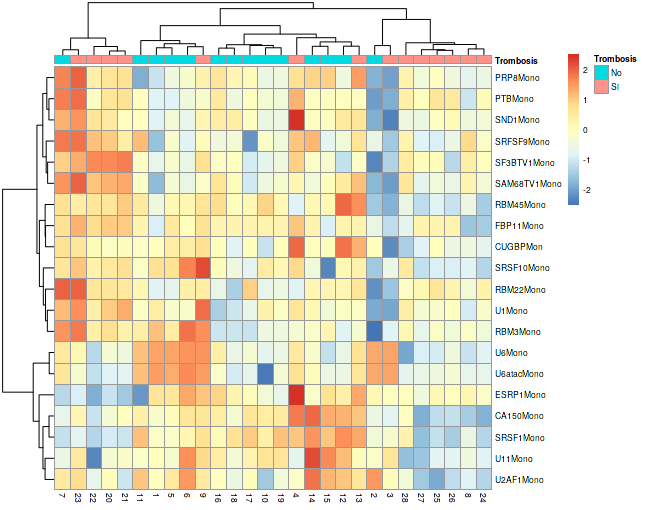 Trombosis
PRP8Mono
PTBMono
SND1Mono
SRFSF9Mono
SF3BTV1Mono
SAM68TV1Mono
RBM45Mono
FBP11Mono
CUGBPMon
SRSF10Mono
RBM22Mono
U1Mono
RBM3Mono
U6Mono
U6atacMono
ESRP1Mono
CA150Mono
SRSF1Mono
U11Mono
U2AF1Mono
7 23 22 20 21 11 1 5 6 9 16 18 17 10 19 4 14 15 12 13 2 3 28 27 25 26 8 24
2
1
0
-1
-2
Trombosis
No
SI